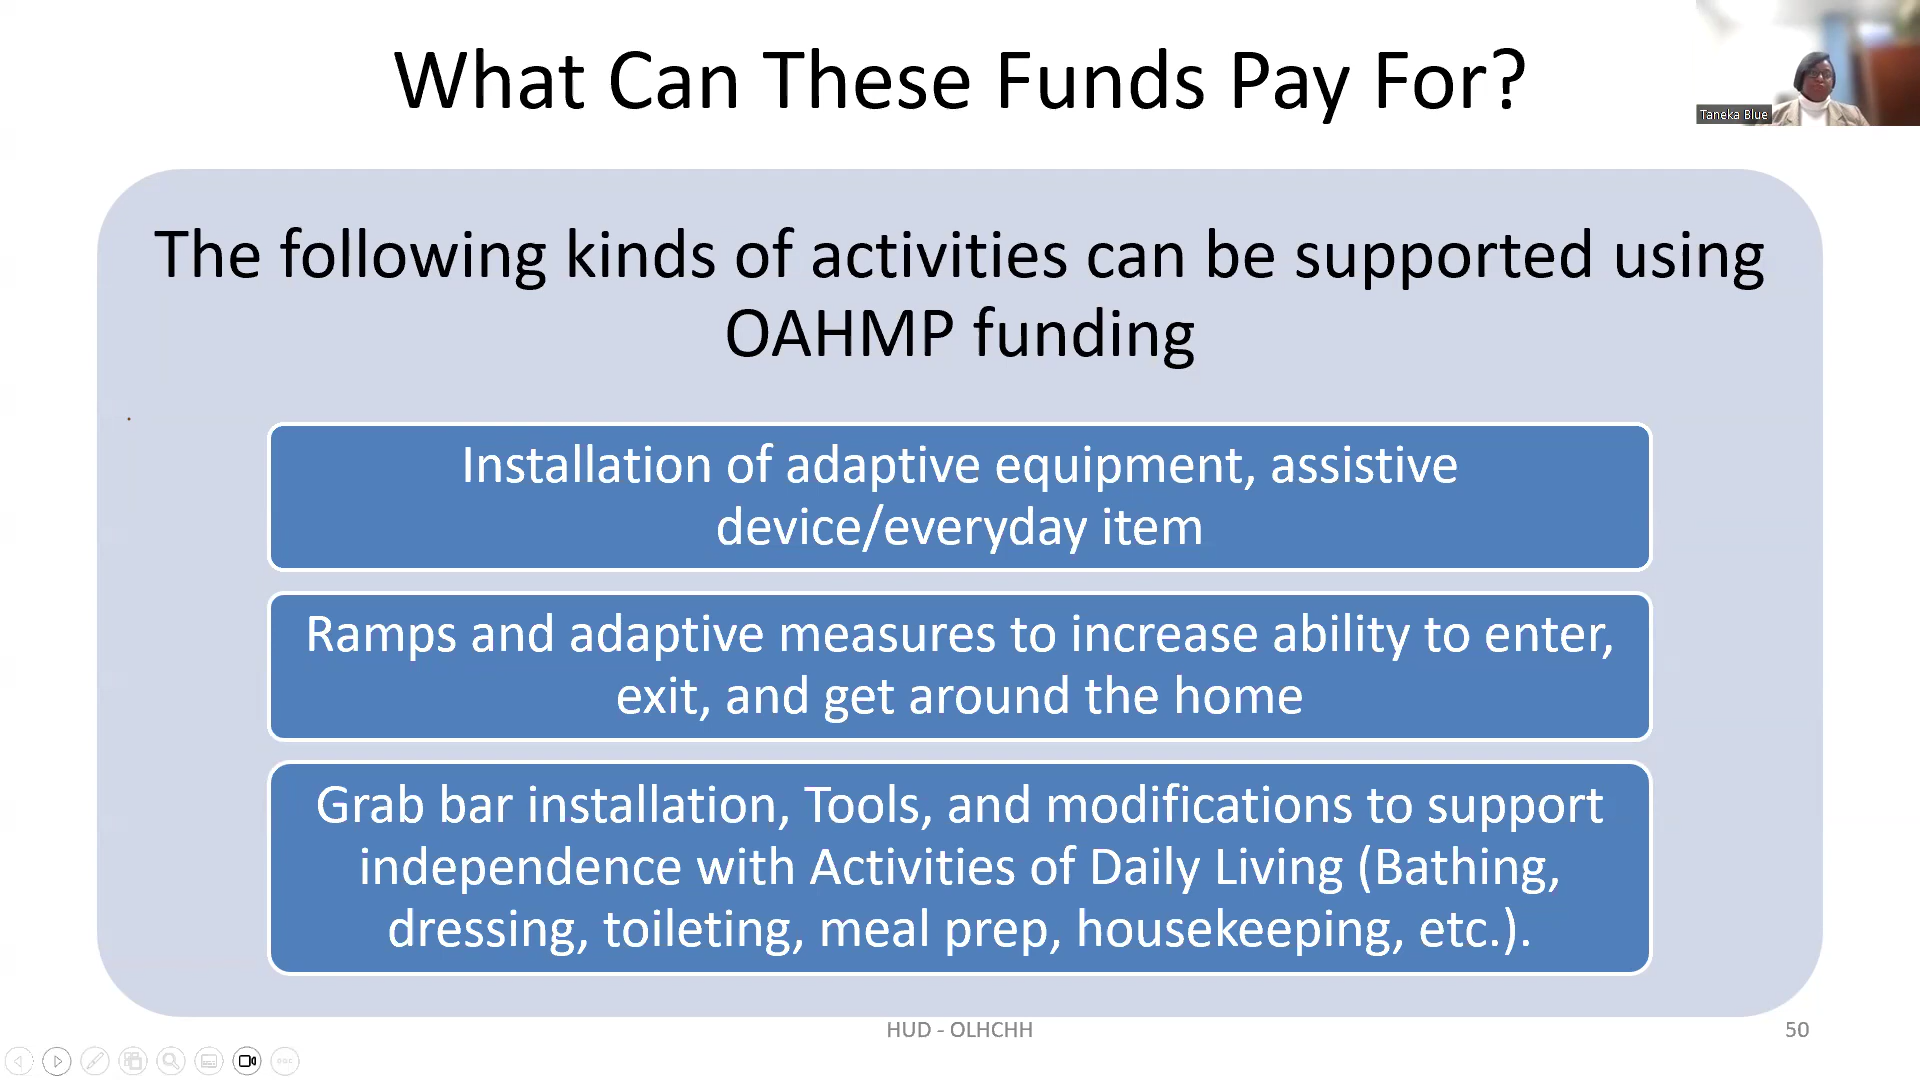 What Can These Funds Pay For?
Taneka Blue
The following kinds of activities can be supported using
OAHMP funding
Installation of adaptive equipment, assistive
device/everyday item
Ramps and adaptive measures to increase ability to enter,
exit, and get around the home
Grab bar installation, Tools, and modifications to support
independence with Activities of Daily Living (Bathing,
dressing, toileting, meal prep, housekeeping, etc.).
HUD - OLHCHH
50